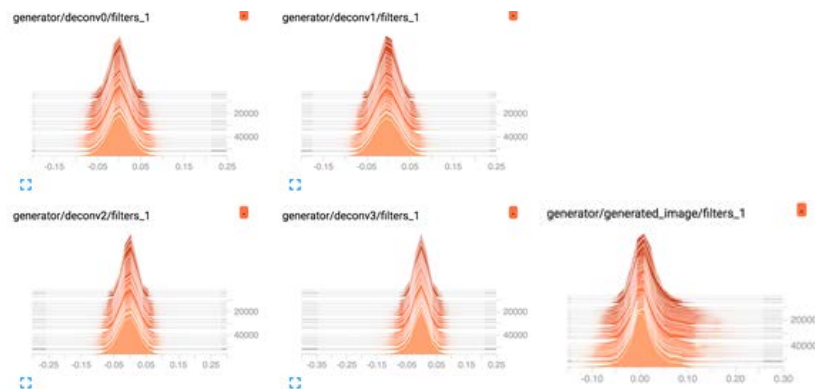 generator/deconv0/filters_1
generator/deconv1/filters_1
20000
40000
20000
40000
-0.15 -0.05 0.05 0.15 0.25
-0.15 -0.05 0.05 0.15 0.25
generator/deconv2/filters_1
generator/deconv3/filters_1
generator/generated_image/filters_1
20000
40000
20000
40000
20000
40000
-0.25 -0.15 -0.05 0.05 0.15 0.25
-0.35 -0.25 -0.15 -0.05 0.05 0.15
-0.10 0.00 0.10 0.20 0.30